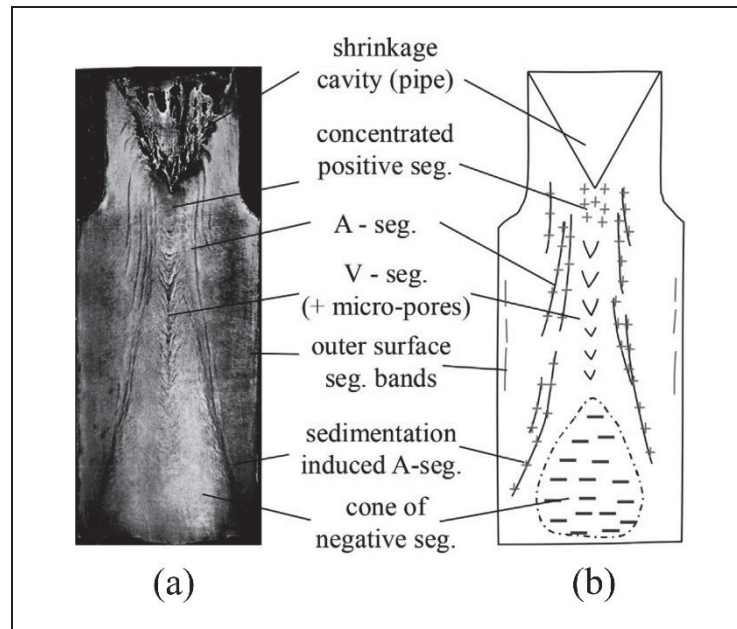 shrinkage
cavity (pipe)
concentrated
positive seg.
A - seg.
V - seg.
(+ micro-pores)
outer surface
seg. bands
sedimentation
induced A-seg.
cone of
negative seg.
(a)
(b)